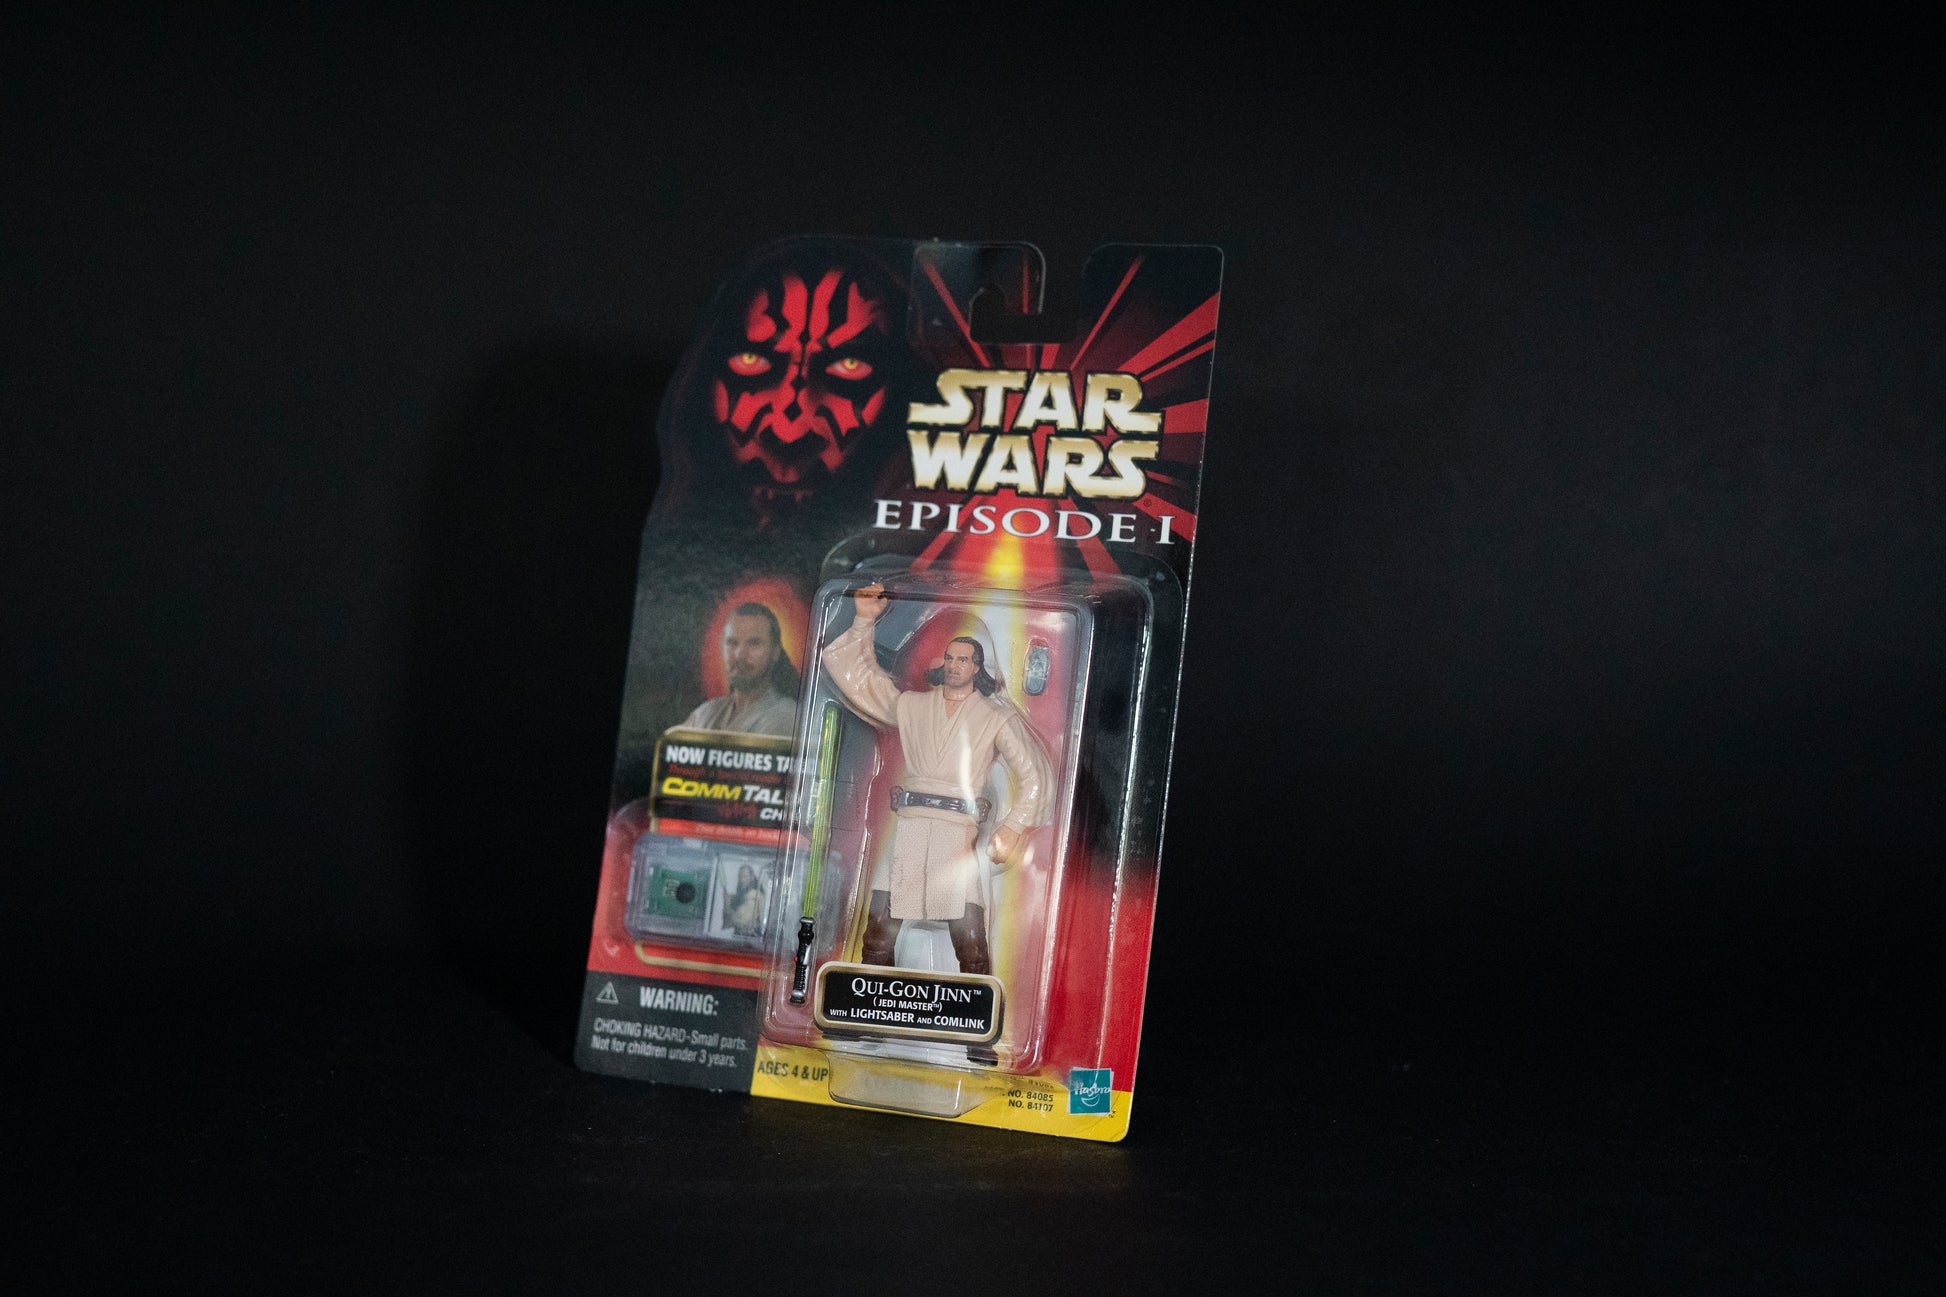 STAR
WARS
EPISODE I
NOW FIGURES
COMMTAL
CH
QUI-GON JINN™
(JEDI MASTER™)
WITH LIGHTSABER AND COMLINK
WARNING:
CHOKING HAZARD-Small parts.
Not for children under 3 years.
AGES 4 & UP
NO. 84085
NO. 84107
Hasbro